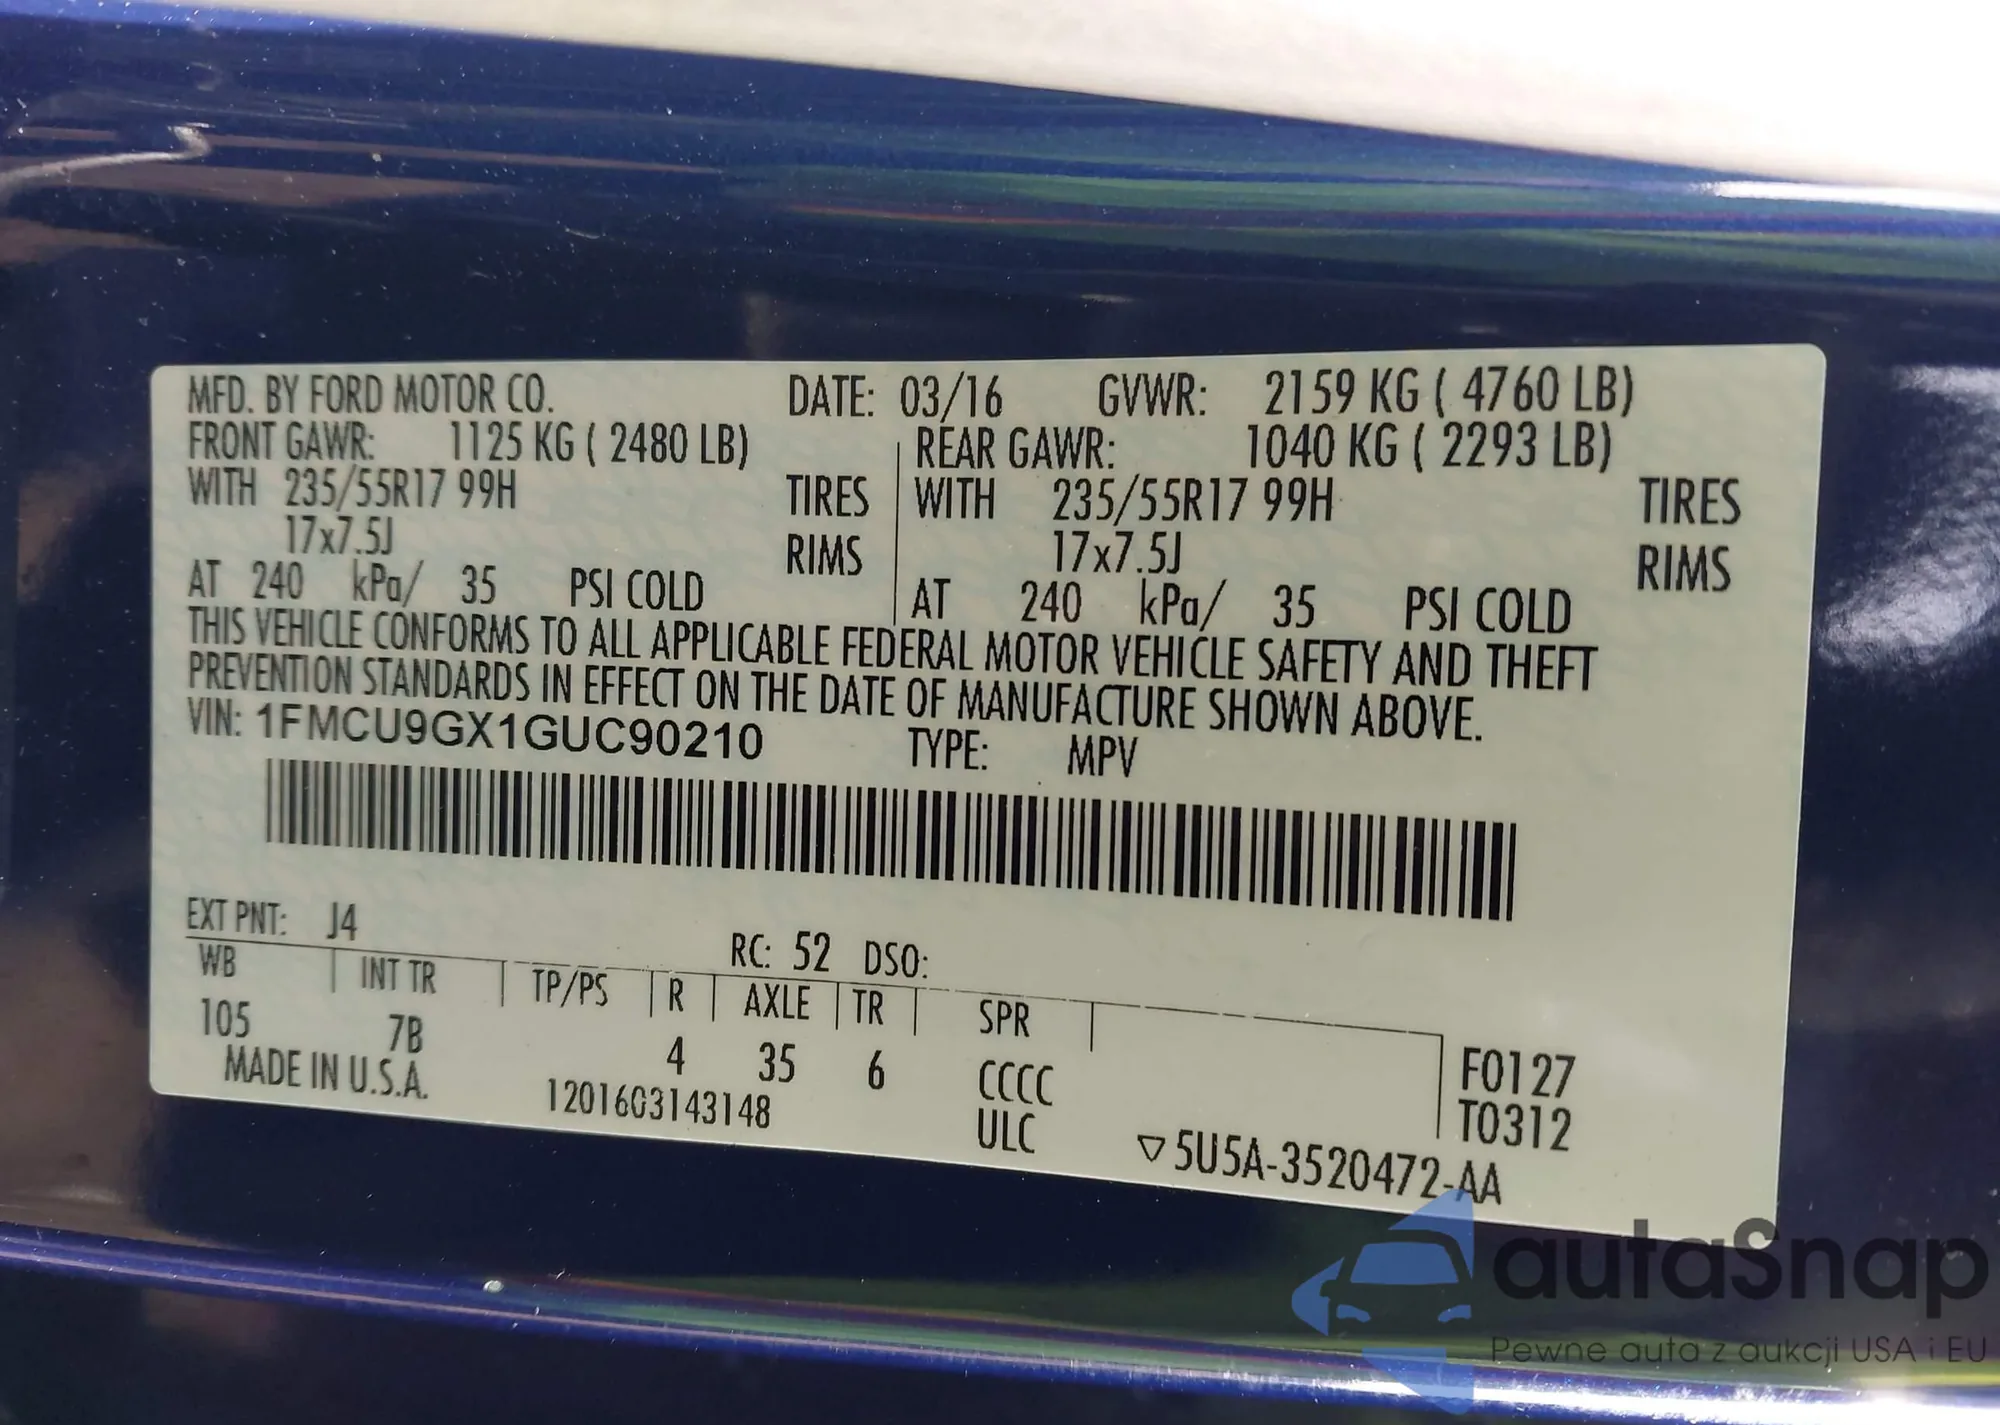 MFD. BY FORD MOTOR CO. DATE: 03/16 GVWR: 2159 KG ( 4760 LB)
FRONT GAWR: 1125 KG ( 2480 LB) REAR GAWR: 1040 KG ( 2293 LB)
WITH 235/55R17 99H TIRES WITH 235/55R17 99H TIRES
17x7.5J RIMS 17x7.5J RIMS
AT 240 kPa/ 35 PSI COLD AT 240 kPa/ 35 PSI COLD
THIS VEHICLE CONFORMS TO ALL APPLICABLE FEDERAL MOTOR VEHICLE SAFETY AND THEFT
PREVENTION STANDARDS IN EFFECT ON THE DATE OF MANUFACTURE SHOWN ABOVE.
VIN: 1FMCU9GX1GUC90210 TYPE: MPV
EXT PNT: J4 RC: 52 DSO:
WB INT TR TP/PS R AXLE TR SPR
105 7B 4 35 6 CCCC F0127
MADE IN U.S.A. 1201603143148 ULC T0312
▽5U5A-3520472-AA
autaSnap
Pewne auta z aukcji USA i EU